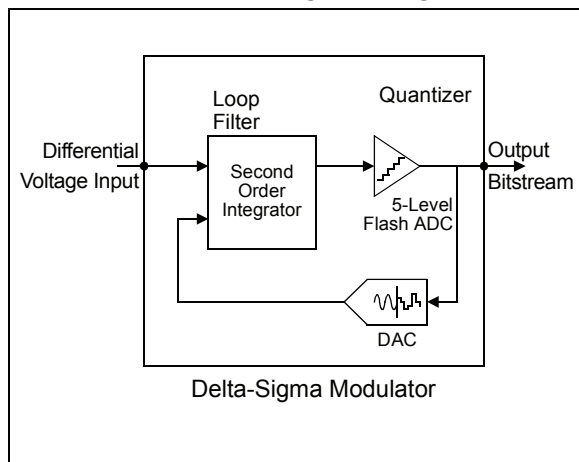 Loop
Filter
Quantizer
Differential
Voltage Input
Second
Order
Integrator
Output
Bitstream
5-Level
Flash ADC
DAC
Delta-Sigma Modulator